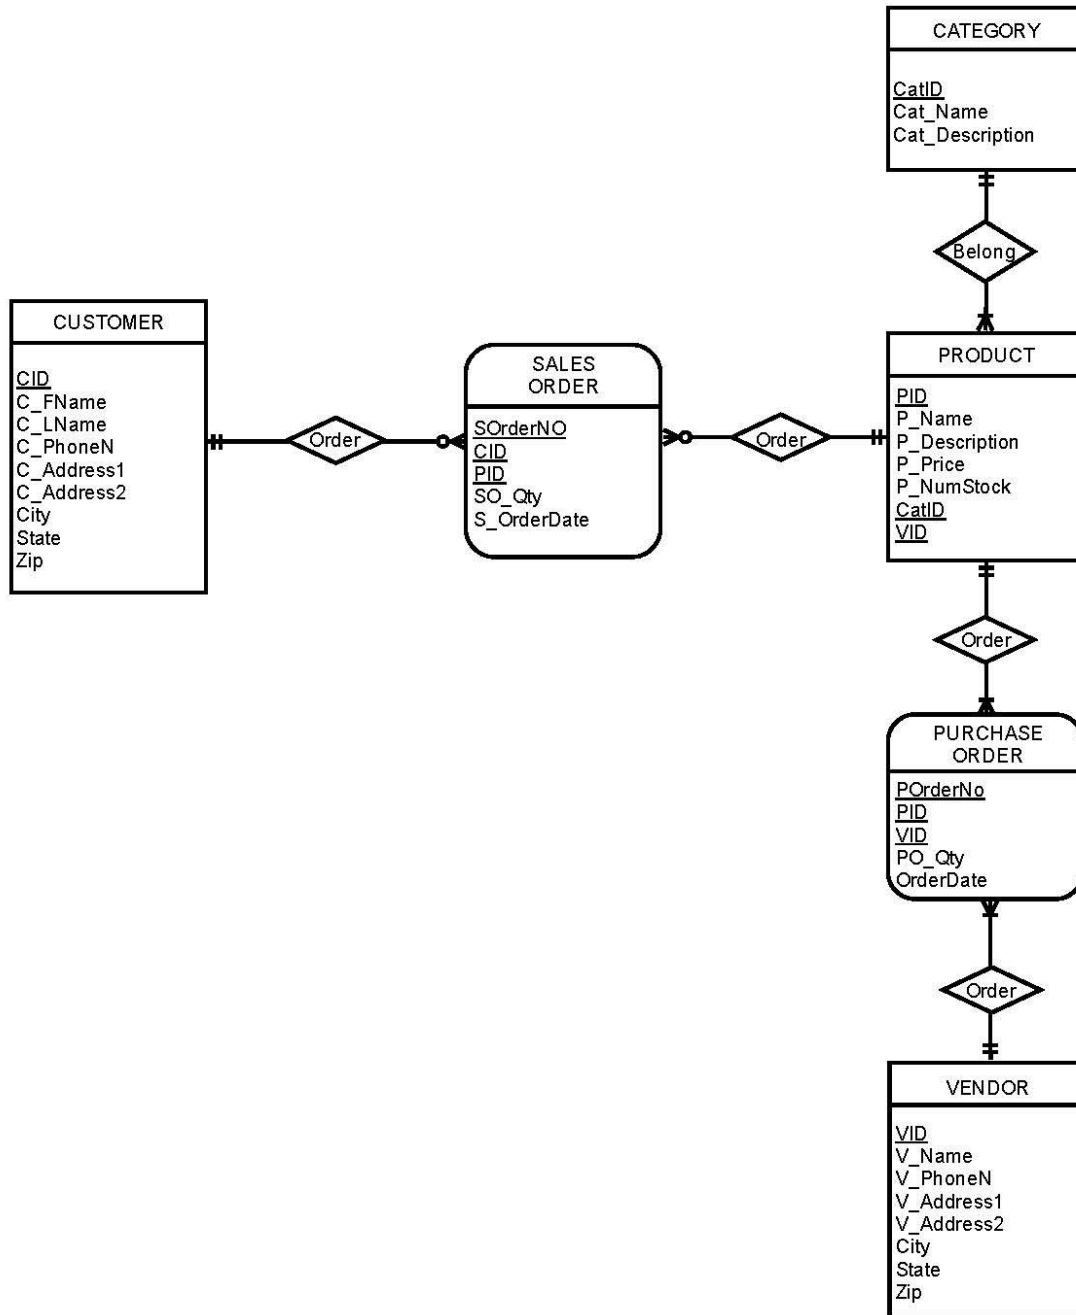 CATEGORY
CatID
Cat_Name
Cat_Description
Belong
CUSTOMER
CID
C_FName
C_LName
C_PhoneN
C_Address1
C_Address2
City
State
Zip
Order
SALES
ORDER
SOrderNO
CID
PID
SO_Qty
S_OrderDate
Order
PRODUCT
PID
P_Name
P_Description
P_Price
P_NumStock
CatID
VID
Order
PURCHASE
ORDER
POrderNo
PID
VID
PO_Qty
OrderDate
Order
VENDOR
VID
V_Name
V_PhoneN
V_Address1
V_Address2
City
State
Zip